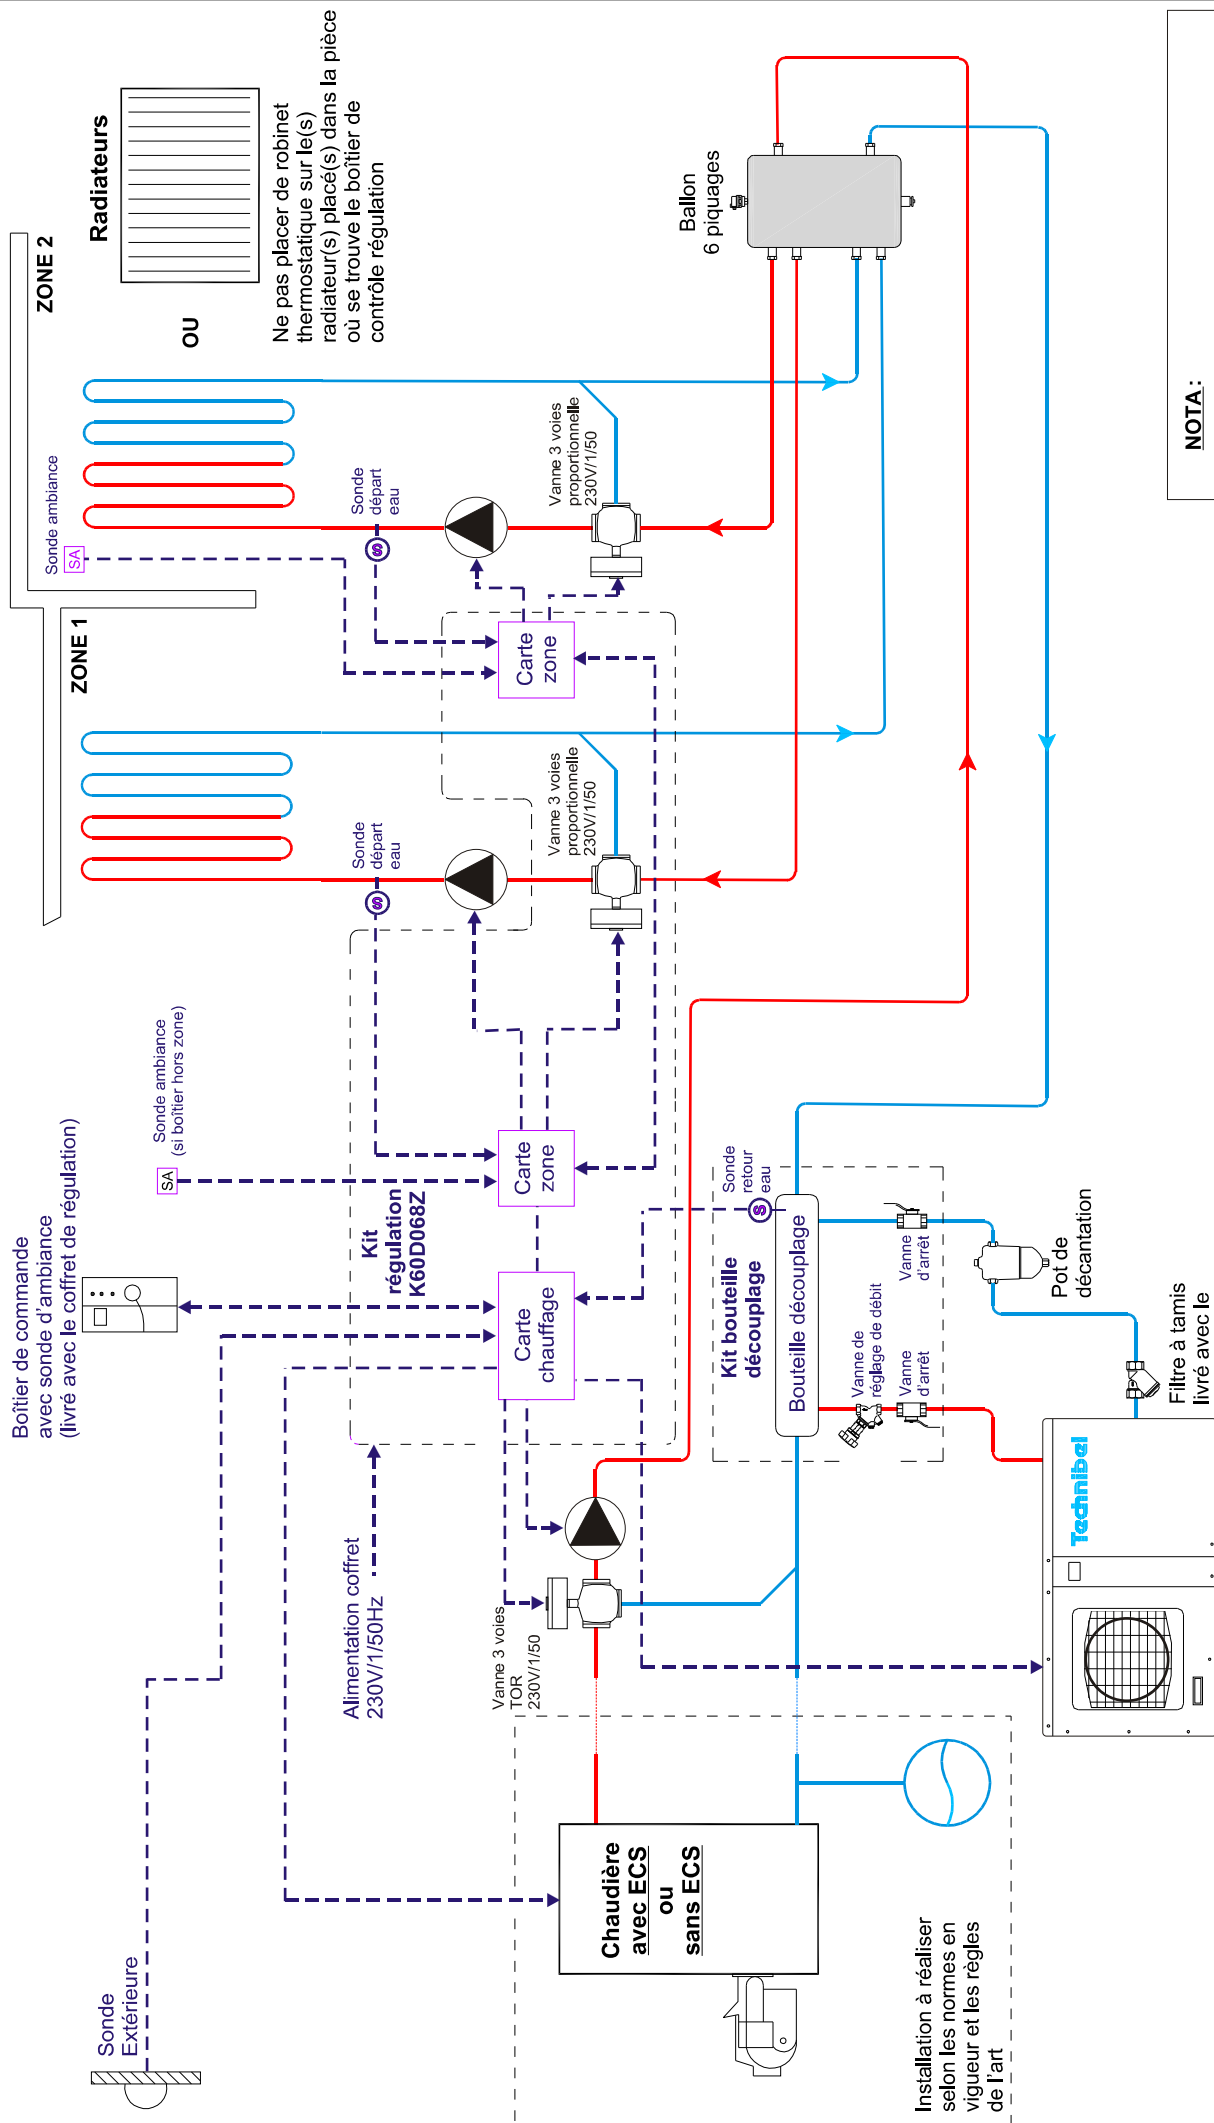 Sonde
Extérieure
Boîtier de commande
avec sonde d'ambiance
(livré avec le coffret de régulation)
SA
Sonde ambiance
(si boîtier hors zone)
ZONE 1
Sonde ambiance
SA
ZONE 2
Radiateurs
OU
Ne pas placer de robinet
thermostatique sur le(s)
radiateur(s) placé(s) dans la pièce
où se trouve le boîtier de
contrôle régulation
Alimentation coffret
230V/1/50Hz
Kit
régulation
K60D068Z
Sonde
départ
eau
S
Sonde
départ
eau
S
Carte
chauffage
Carte
zone
Carte
zone
Vanne 3 voies
TOR
230V/1/50
Vanne 3 voies
proportionnelle
230V/1/50
Vanne 3 voies
proportionnelle
230V/1/50
Ballon
6 piquages
Chaudière
avec ECS
ou
sans ECS
Kit bouteille
découplage
Sonde
retour
eau
S
Bouteille découplage
Vanne de
réglage de débit
Vanne
d'arrêt
Vanne
d'arrêt
Pot de
décantation
Installation à réaliser
selon les normes en
vigueur et les règles
de l'art
Technibel
Filtre à tamis
livré avec le
NOTA :